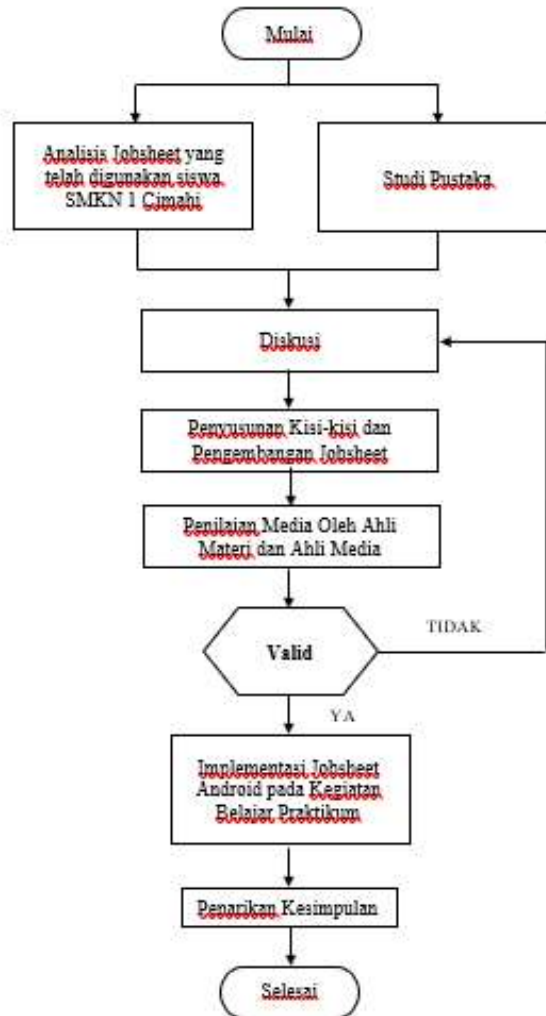 Mulai
Analisis Jobsheet yang
telah digunakan siswa
SMKN 1 Cimahi
Studi Pustaka
Diskusi
Penyusunan Kisi-kisi dan
Pengembangan Jobsheet
Penilaian Media Oleh Ahli
Materi dan Ahli Media
Valid
TIDAK
YA
Implementasi Jobsheet
Android pada Kegiatan
Belajar Praktikum
Penarikan Kesimpulan
Selesai